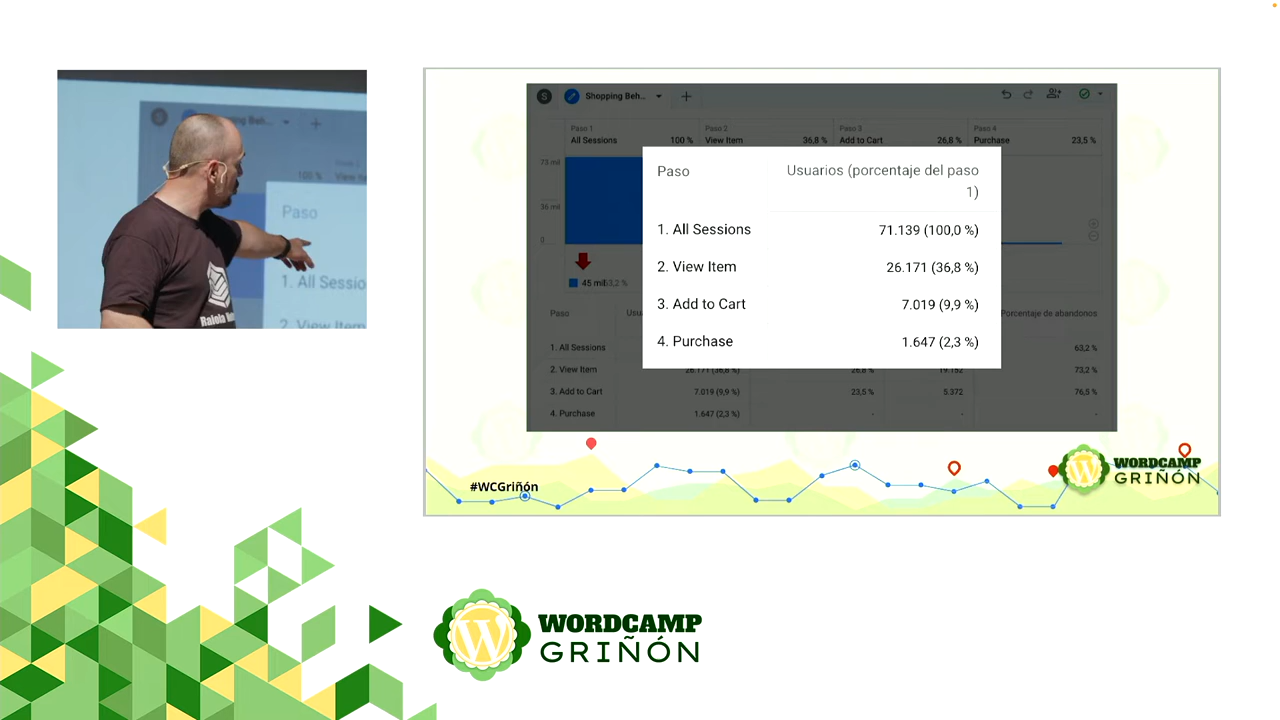 Shopping Beh...
Paso 1
Paso 2
Paso 3
Paso 4
All Sessions
100 %
View Item
36,8 %
Add to Cart
26,8 %
Purchase
23,5 %
73 mil
36 mil
0
Paso
Usuarios (porcentaje del paso
1)
1. All Sessions
71.139 (100,0 %)
2. View Item
26.171 (36,8 %)
3. Add to Cart
7.019 (9,9 %)
4. Purchase
1.647 (2,3 %)
45 mil
Paso
Porcentaje de abandonos
1. All Sessions
63,2 %
2. View Item
26.171 (36,8 %)
26,8 %
19.152
73,2 %
3. Add to Cart
7.019 (9,9 %)
23,5 %
5.372
76,5 %
4. Purchase
1.647 (2,3 %)
-
-
-
#WCGriñón
WORDCAMP
GRIÑÓN
100 %
Paso
1. All Sessio
2. View Item
Raiola
WORDCAMP
GRIÑÓN